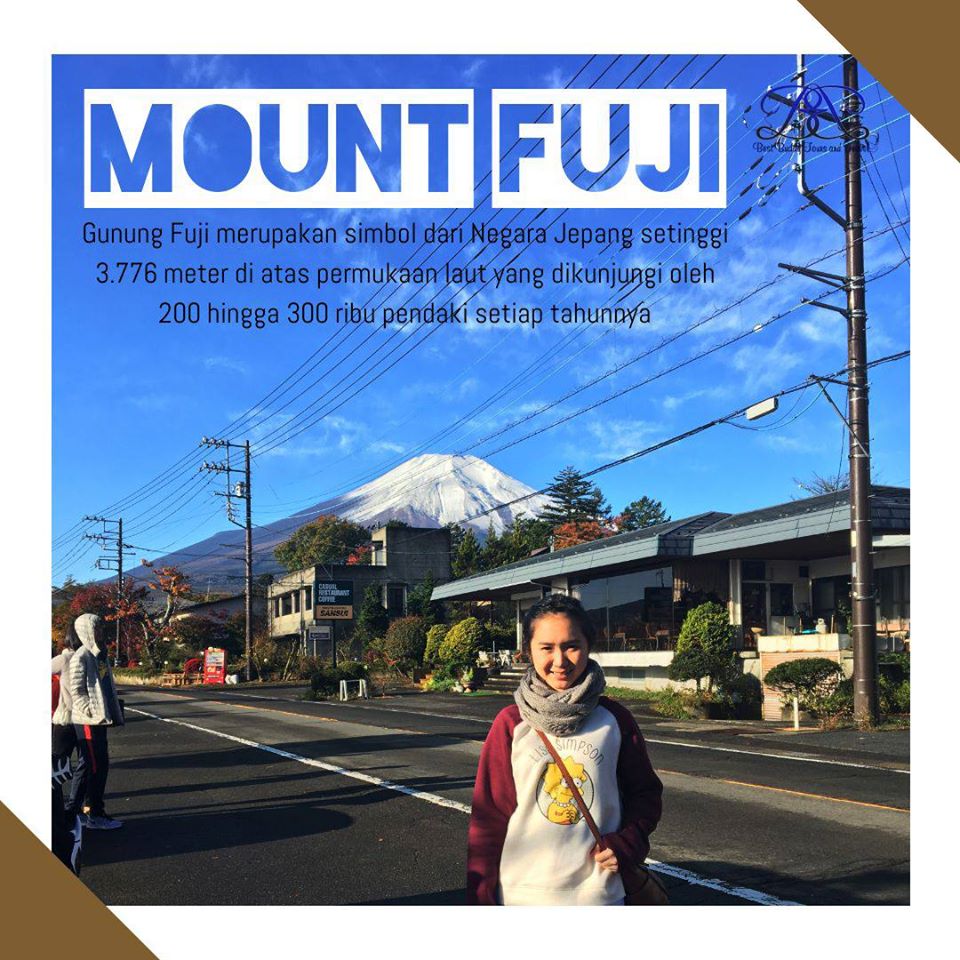 MOUNT FUJI
Gunung Fuji merupakan simbol dari Negara Jepang setinggi
3.776 meter di atas permukaan laut yang dikunjungi oleh
200 hingga 300 ribu pendaki setiap tahunnya
CASUAL
RESTAURANT
COFFEE
SANSUI
LISA SIMPSON